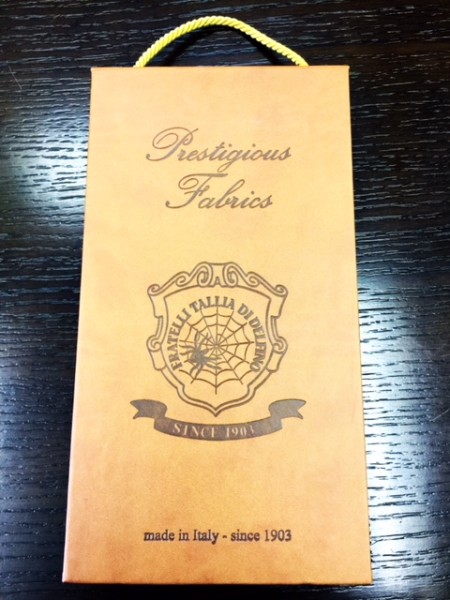 Prestigious
Fabrics
FRATELLI TALLIA DI DELFINO
SINCE 1903
made in Italy - since 1903